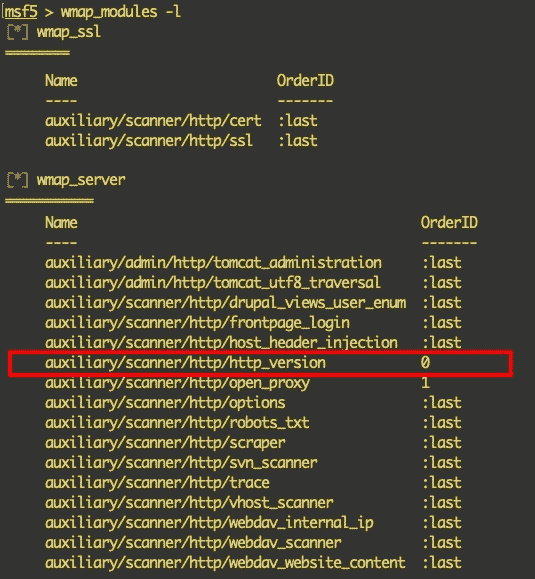 msf5 > wmap_modules -l
[*] wmap_ssl
=========
Name OrderID
---- -------
auxiliary/scanner/http/cert :last
auxiliary/scanner/http/ssl :last
[*] wmap_server
============
Name OrderID
---- -------
auxiliary/admin/http/tomcat_administration :last
auxiliary/admin/http/tomcat_utf8_traversal :last
auxiliary/scanner/http/drupal_views_user_enum :last
auxiliary/scanner/http/frontpage_login :last
auxiliary/scanner/http/host_header_injection :last
auxiliary/scanner/http/http_version 0
auxiliary/scanner/http/open_proxy 1
auxiliary/scanner/http/options :last
auxiliary/scanner/http/robots_txt :last
auxiliary/scanner/http/scraper :last
auxiliary/scanner/http/svn_scanner :last
auxiliary/scanner/http/trace :last
auxiliary/scanner/http/vhost_scanner :last
auxiliary/scanner/http/webdav_internal_ip :last
auxiliary/scanner/http/webdav_scanner :last
auxiliary/scanner/http/webdav_website_content :last